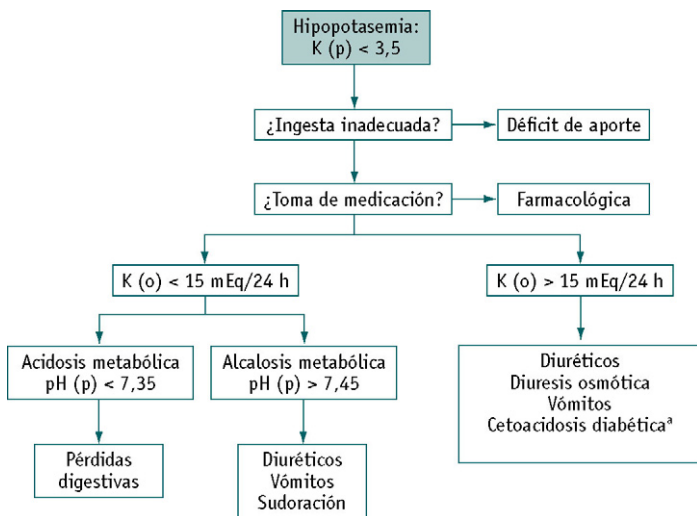 Hipopotasemia:
K (p) < 3,5
¿Ingesta inadecuada?
Déficit de aporte
¿Toma de medicación?
Farmacológica
K (o) < 15 mEq/24 h
K (o) > 15 mEq/24 h
Acidosis metabólica
pH (p) < 7,35
Alcalosis metabólica
pH (p) > 7,45
Diuréticos
Diuresis osmótica
Vómitos
Cetoacidosis diabéticaª
Pérdidas
digestivas
Diuréticos
Vómitos
Sudoración